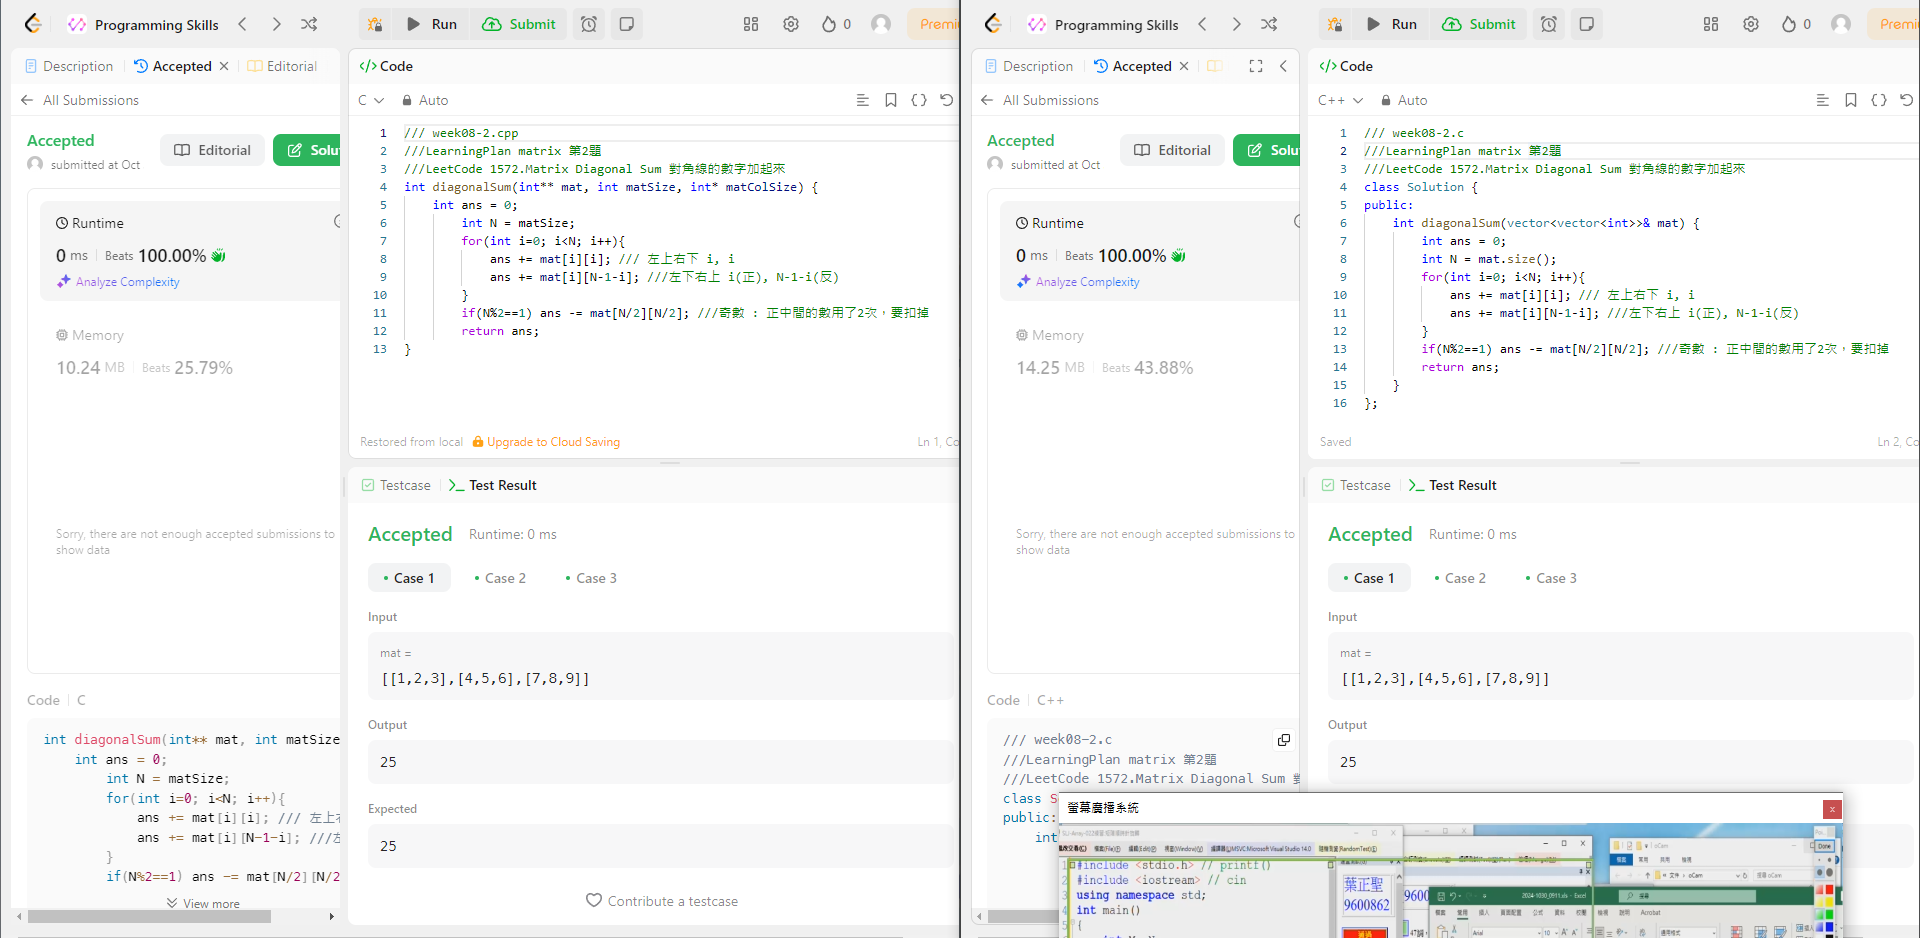 Programming Skills
Run
Submit
0
Premi
Description
Accepted
Editorial
All Submissions
Accepted
submitted at Oct
Editorial
Solu
Runtime
0 ms
Beats 100.00%
Analyze Complexity
Memory
10.24 MB
Beats 25.79%
Sorry, there are not enough accepted submissions to
show data
Code
C
int diagonalSum(int** mat, int matSize
int ans = 0;
int N = matSize;
for(int i=0; i<N; i++){
ans += mat[i][i]; /// 左上右
ans += mat[i][N-1-i]; ///左
}
if(N%2==1) ans -= mat[N/2][N/2
View more
Code
C
Auto
1 /// week08-2.cpp
2 ///LearningPlan matrix 第2題
3 ///LeetCode 1572.Matrix Diagonal Sum 對角線的數字加起來
4 int diagonalSum(int** mat, int matSize, int* matColSize) {
5 int ans = 0;
6 int N = matSize;
7 for(int i=0; i<N; i++){
8 ans += mat[i][i]; /// 左上右下 i, i
9 ans += mat[i][N-1-i]; ///左下右上 i(正), N-1-i(反)
10 }
11 if(N%2==1) ans -= mat[N/2][N/2]; ///奇數 : 正中間的數用了2次，要扣掉
12 return ans;
13 }
Restored from local
Upgrade to Cloud Saving
Ln 1, Co
Testcase
Test Result
Accepted
Runtime: 0 ms
Case 1
Case 2
Case 3
Input
mat =
[[1,2,3],[4,5,6],[7,8,9]]
Output
25
Expected
25
Contribute a testcase
Programming Skills
Run
Submit
0
Premi
Description
Accepted
All Submissions
Accepted
submitted at Oct
Editorial
Solu
Runtime
0 ms
Beats 100.00%
Analyze Complexity
Memory
14.25 MB
Beats 43.88%
Sorry, there are not enough accepted submissions to
show data
Code
C++
/// week08-2.c
///LearningPlan matrix 第2題
///LeetCode 1572.Matrix Diagonal Sum 對
class S
public:
int
Code
C++
Auto
1 /// week08-2.c
2 ///LearningPlan matrix 第2題
3 ///LeetCode 1572.Matrix Diagonal Sum 對角線的數字加起來
4 class Solution {
5 public:
6 int diagonalSum(vector<vector<int>>& mat) {
7 int ans = 0;
8 int N = mat.size();
9 for(int i=0; i<N; i++){
10 ans += mat[i][i]; /// 左上右下 i, i
11 ans += mat[i][N-1-i]; ///左下右上 i(正), N-1-i(反)
12 }
13 if(N%2==1) ans -= mat[N/2][N/2]; ///奇數 : 正中間的數用了2次，要扣掉
14 return ans;
15 }
16 };
Saved
Ln 2, Co
Testcase
Test Result
Accepted
Runtime: 0 ms
Case 1
Case 2
Case 3
Input
mat =
[[1,2,3],[4,5,6],[7,8,9]]
Output
25
螢幕廣播系統
#include <stdio.h> // printf()
#include <iostream> // cin
using namespace std;
int main()
{
葉正聖
9600862
Done
Acrobat
Arial